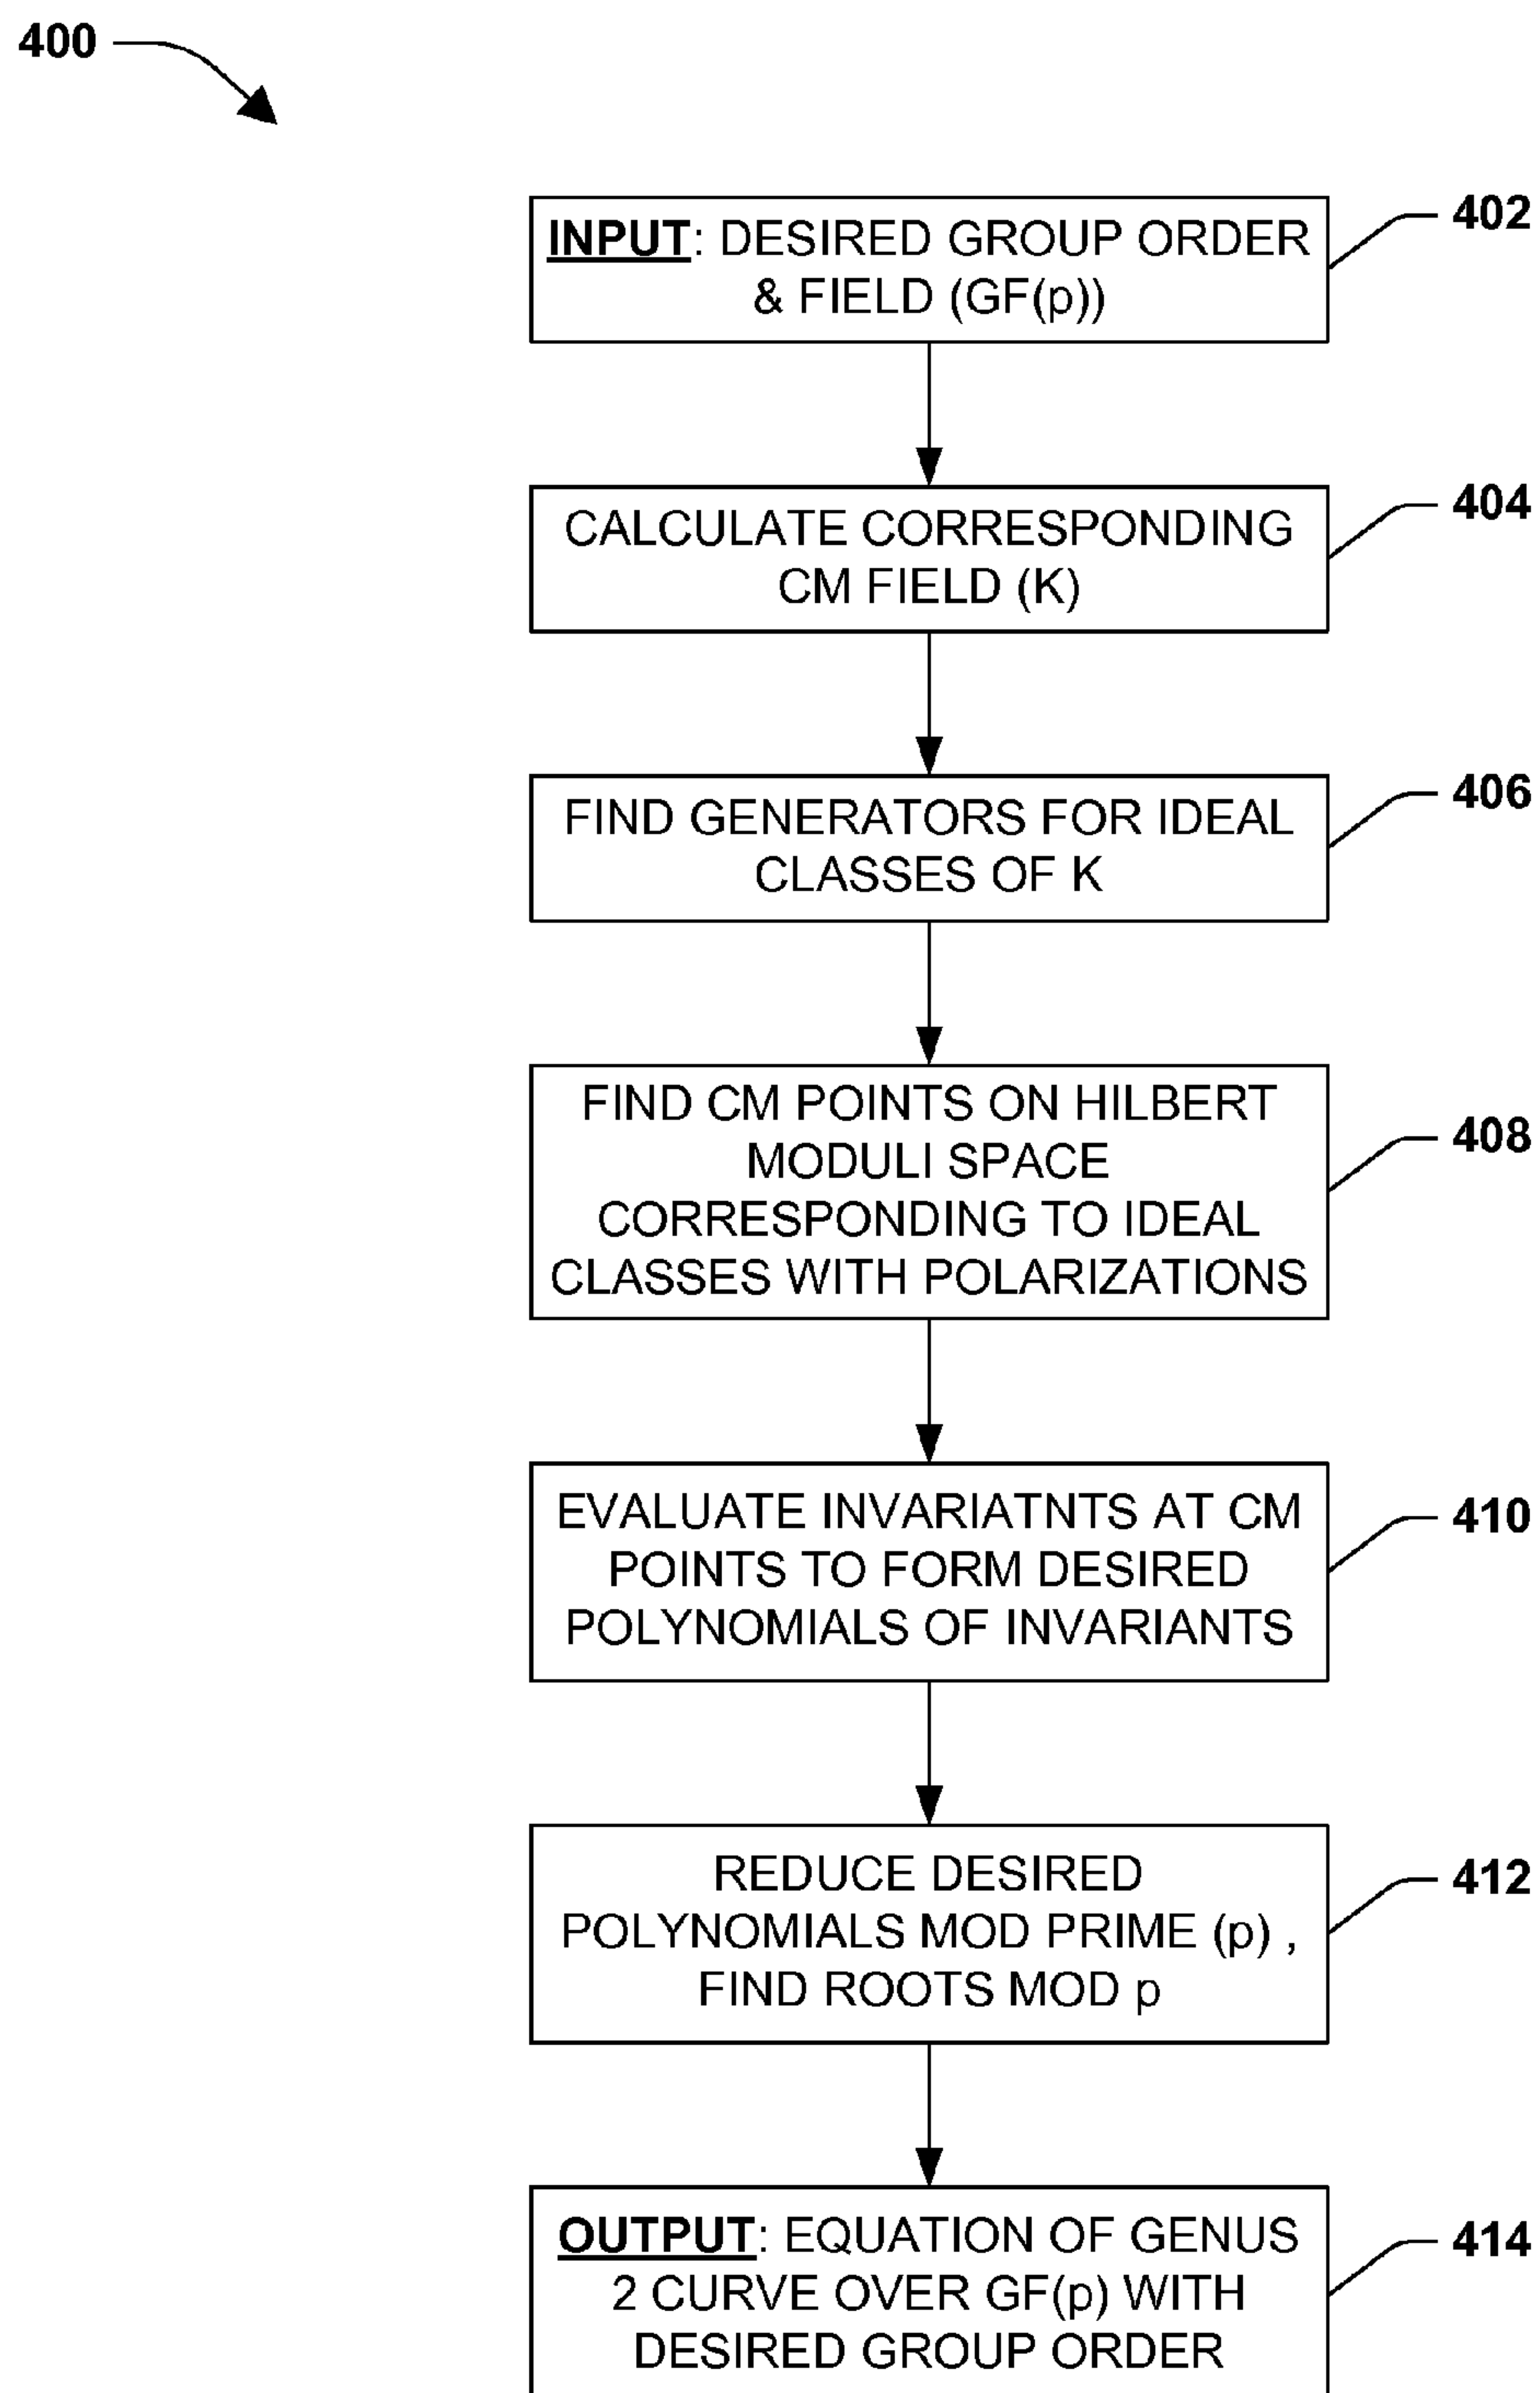 400
INPUT: DESIRED GROUP ORDER
& FIELD (GF(p))
402
CALCULATE CORRESPONDING
CM FIELD (K)
404
FIND GENERATORS FOR IDEAL
CLASSES OF K
406
FIND CM POINTS ON HILBERT
MODULI SPACE
CORRESPONDING TO IDEAL
CLASSES WITH POLARIZATIONS
408
EVALUATE INVARIATNTS AT CM
POINTS TO FORM DESIRED
POLYNOMIALS OF INVARIANTS
410
REDUCE DESIRED
POLYNOMIALS MOD PRIME (p) ,
FIND ROOTS MOD p
412
OUTPUT: EQUATION OF GENUS
2 CURVE OVER GF(p) WITH
DESIRED GROUP ORDER
414